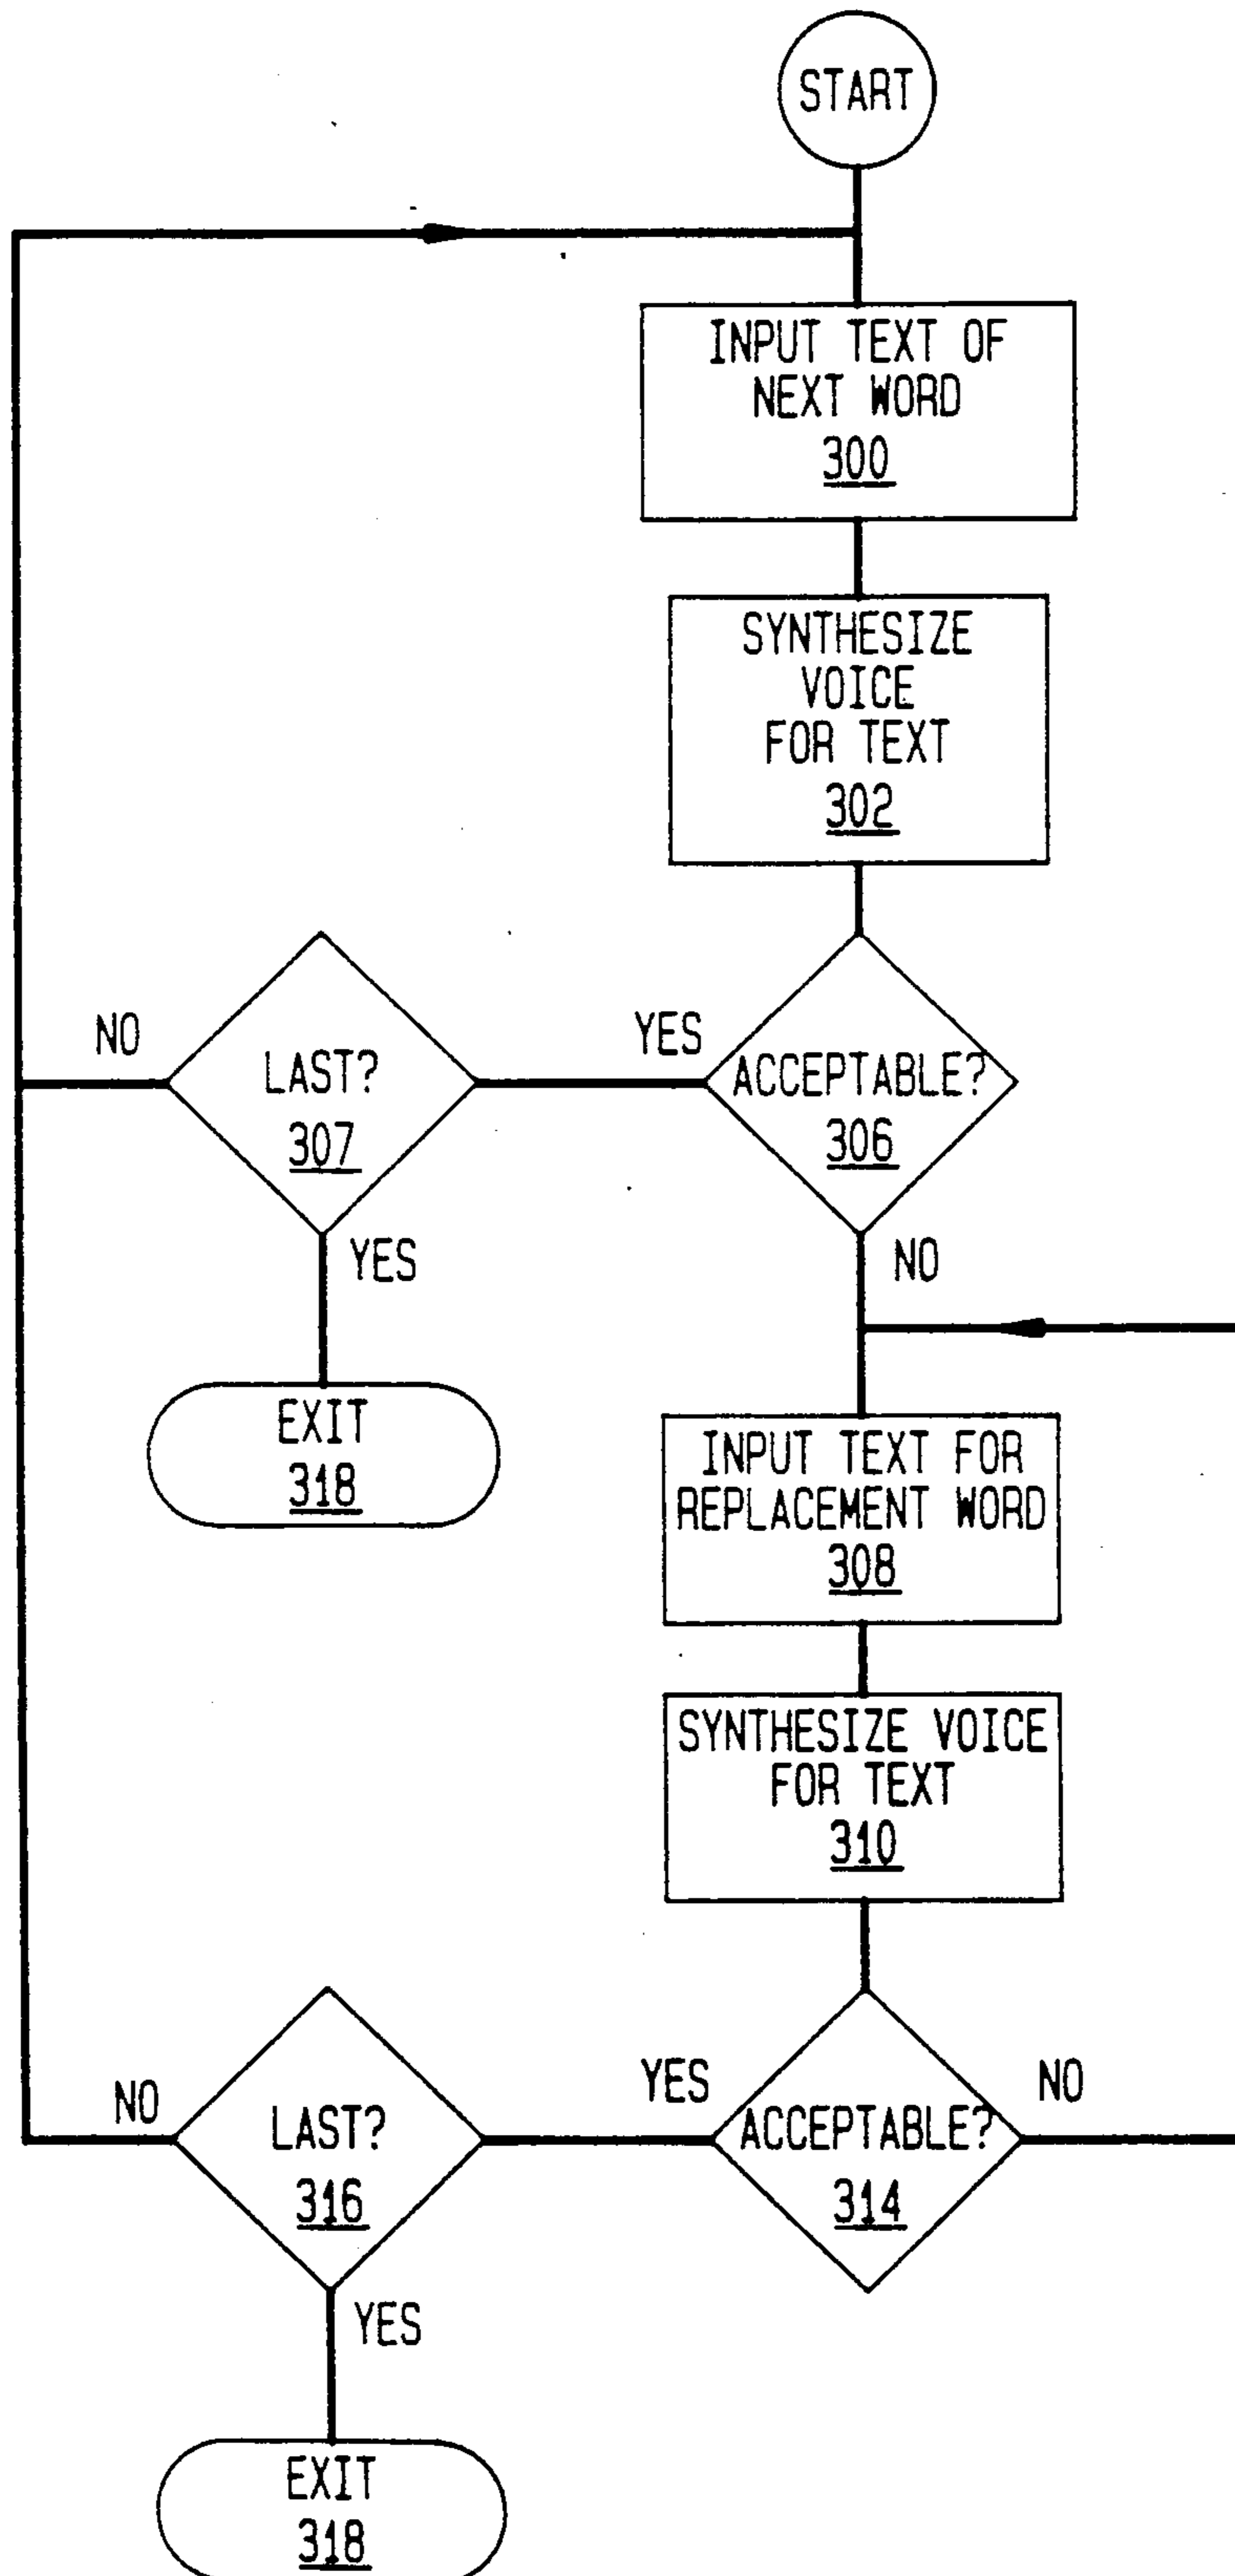 START
INPUT TEXT OF
NEXT WORD
300
SYNTHESIZE
VOICE
FOR TEXT
302
NO
LAST?
307
YES
YES
ACCEPTABLE?
306
NO
EXIT
318
INPUT TEXT FOR
REPLACEMENT WORD
308
SYNTHESIZE VOICE
FOR TEXT
310
NO
LAST?
316
YES
YES
ACCEPTABLE?
314
NO
EXIT
318